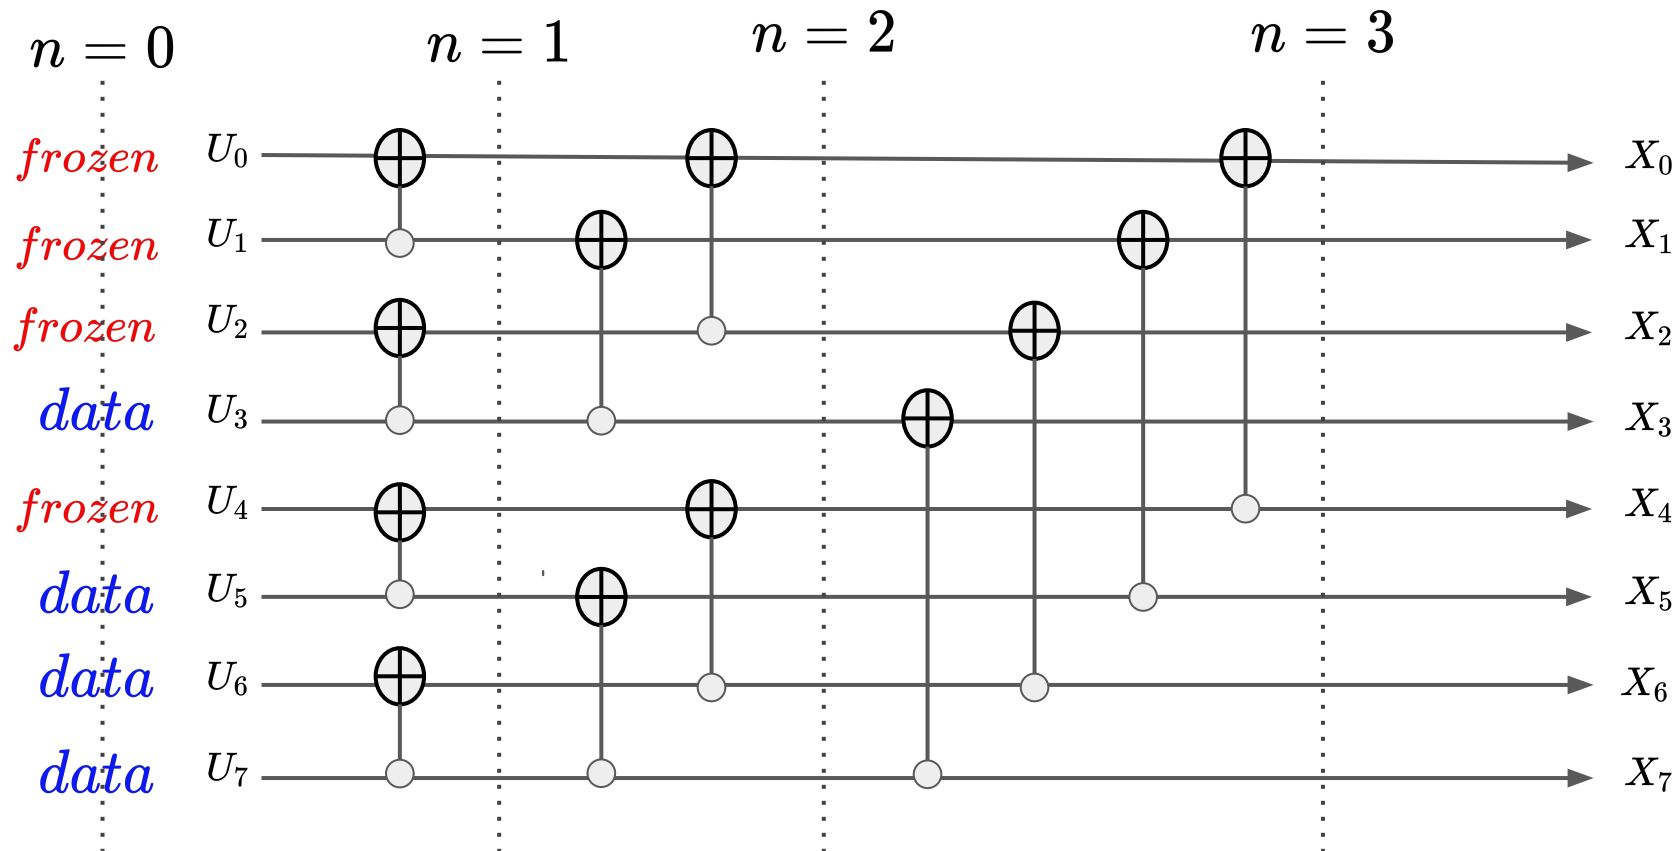 n = 0 n = 1 n = 2 n = 3
frozen U₀ X₀
frozen U₁ X₁
frozen U₂ X₂
data U₃ X₃
frozen U₄ X₄
data U₅ X₅
data U₆ X₆
data U₇ X₇